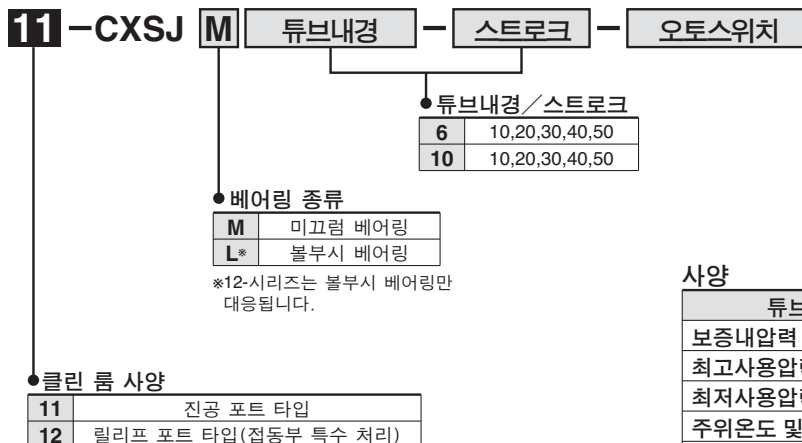 11 -CXSJ M 튜브내경 - 스트로크 - 오토스위치
튜브내경／스트로크
6 10,20,30,40,50
10 10,20,30,40,50
베어링 종류
M 미끄럼 베어링
L※ 볼부시 베어링
※12-시리즈는 볼부시 베어링만
대응됩니다.
클린 룸 사양
11 진공 포트 타입
12 릴리프 포트 타입(접동부 특수 처리)
사양
튜브
보증내압력
최고사용압력
최저사용압력
주위온도 및